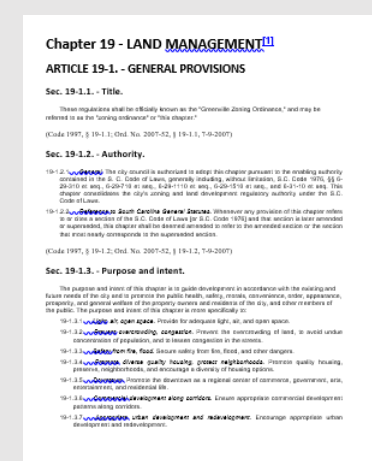 Chapter 19 - LAND MANAGEMENT[1]
ARTICLE 19-1. - GENERAL PROVISIONS
Sec. 19-1.1. - Title.
These regulations shall be officially known as the "Greenville Zoning Ordinance," and may be
referred to as the "zoning ordinance" or "this chapter."
(Code 1997, § 19-1.1; Ord. No. 2007-52, § 19-1.1, 7-9-2007)
Sec. 19-1.2. - Authority.
19-1.2.1. General. The city council is authorized to adopt this chapter pursuant to the enabling authority
contained in the S. C. Code of Laws, generally including, without limitation, S.C. Code 1976, §§ 6-
29-310 et seq., 6-29-710 et seq., 6-29-1110 et seq., 6-29-1510 et seq., and 6-31-10 et seq. This
chapter consolidates the city's zoning and land development regulatory authority under the S.C.
Code of Laws.
19-1.2.2. References to South Carolina General Statutes. Whenever any provision of this chapter refers
to or cites a section of the S.C. Code of Laws [or S.C. Code 1976] and that section is later amended
or superseded, this chapter shall be deemed amended to refer to the amended section or the section
that most nearly corresponds to the superseded section.
(Code 1997, § 19-1.2; Ord. No. 2007-52, § 19-1.2, 7-9-2007)
Sec. 19-1.3. - Purpose and intent.
The purpose and intent of this chapter is to guide development in accordance with the existing and
future needs of the city and to promote the public health, safety, morals, convenience, order, appearance,
prosperity, and general welfare of the property owners and residents of the city, and other members of
the public. The purpose of this chapter is more specifically to:
19-1.3.1. Light, air, open space. Provide for adequate light, air, and open space.
19-1.3.2. Prevent overcrowding, congestion. Prevent the overcrowding of land, to avoid undue
concentration of population, and to lessen congestion in the streets.
19-1.3.3. Safety from fire, flood. Secure safety from fire, flood, and other dangers.
19-1.3.4. Promote diverse quality housing, protect neighborhoods. Promote quality housing,
preserve, neighborhoods, and encourage a diversity of housing options.
19-1.3.5. Downtown. Promote the downtown as a regional center of commerce, government, arts,
entertainment, and residential life.
19-1.3.6. Commercial development along corridors. Ensure appropriate commercial development
patterns along corridors.
19-1.3.7. Appropriate urban development and redevelopment. Encourage appropriate urban
development and redevelopment.